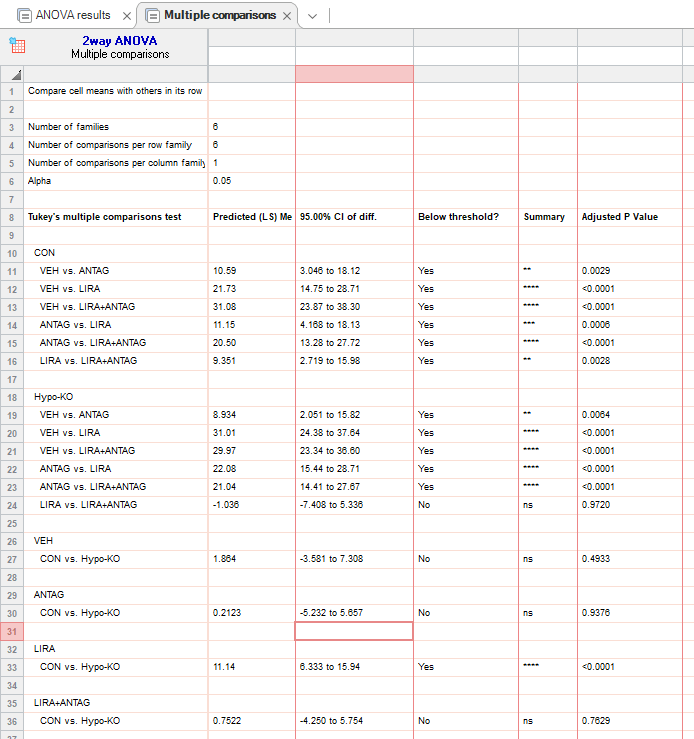 ANOVA results
Multiple comparisons
2way ANOVA
Multiple comparisons
1 Compare cell means with others in its row
2
3 Number of families 6
4 Number of comparisons per row family 6
5 Number of comparisons per column family 1
6 Alpha 0.05
7
8 Tukey's multiple comparisons test Predicted (LS) Me 95.00% CI of diff. Below threshold? Summary Adjusted P Value
9
10 CON
11 VEH vs. ANTAG 10.59 3.046 to 18.12 Yes ** 0.0029
12 VEH vs. LIRA 21.73 14.75 to 28.71 Yes **** <0.0001
13 VEH vs. LIRA+ANTAG 31.08 23.87 to 38.30 Yes **** <0.0001
14 ANTAG vs. LIRA 11.15 4.168 to 18.13 Yes *** 0.0006
15 ANTAG vs. LIRA+ANTAG 20.50 13.28 to 27.72 Yes **** <0.0001
16 LIRA vs. LIRA+ANTAG 9.351 2.719 to 15.98 Yes ** 0.0028
17
18 Hypo-KO
19 VEH vs. ANTAG 8.934 2.051 to 15.82 Yes ** 0.0064
20 VEH vs. LIRA 31.01 24.38 to 37.64 Yes **** <0.0001
21 VEH vs. LIRA+ANTAG 29.97 23.34 to 36.60 Yes **** <0.0001
22 ANTAG vs. LIRA 22.08 15.44 to 28.71 Yes **** <0.0001
23 ANTAG vs. LIRA+ANTAG 21.04 14.41 to 27.67 Yes **** <0.0001
24 LIRA vs. LIRA+ANTAG -1.036 -7.408 to 5.336 No ns 0.9720
25
26 VEH
27 CON vs. Hypo-KO 1.864 -3.581 to 7.308 No ns 0.4933
28
29 ANTAG
30 CON vs. Hypo-KO 0.2123 -5.232 to 5.657 No ns 0.9376
31
32 LIRA
33 CON vs. Hypo-KO 11.14 6.333 to 15.94 Yes **** <0.0001
34
35 LIRA+ANTAG
36 CON vs. Hypo-KO 0.7522 -4.250 to 5.754 No ns 0.7629
37